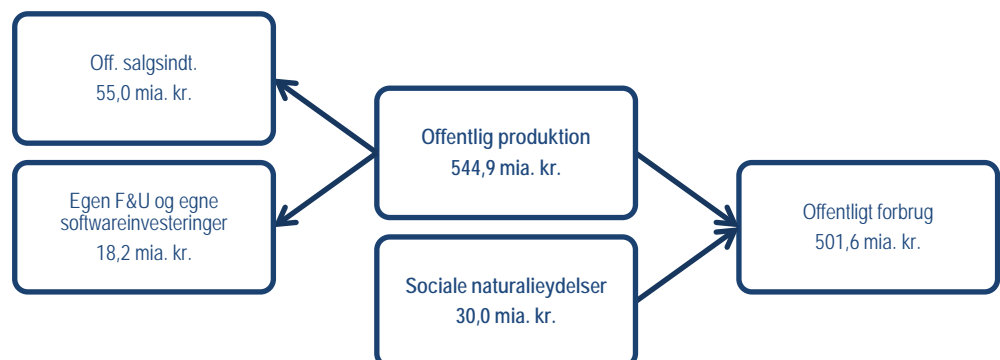 Off. salgsindt.
55,0 mia. kr.
Egen F&U og egne
softwareinvesteringer
18,2 mia. kr.
Offentlig produktion
544,9 mia. kr.
Sociale naturalieydelser
30,0 mia. kr.
Offentligt forbrug
501,6 mia. kr.